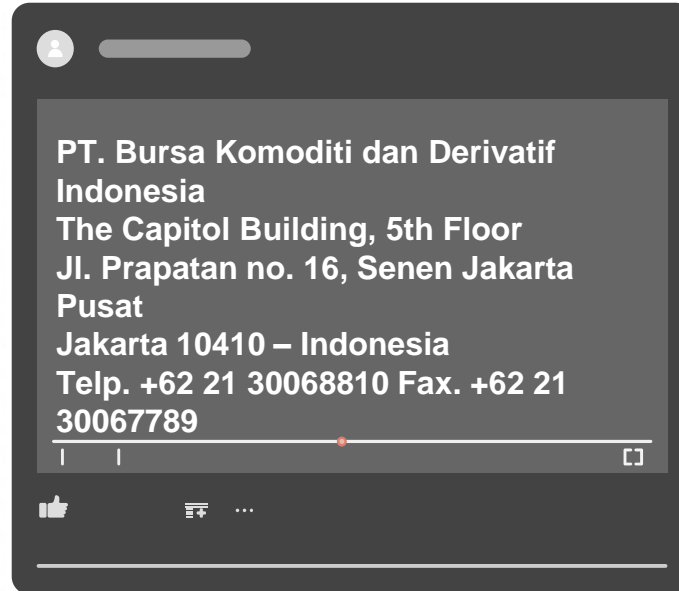 PT. Bursa Komoditi dan Derivatif
Indonesia
The Capitol Building, 5th Floor
Jl. Prapatan no. 16, Senen Jakarta
Pusat
Jakarta 10410 – Indonesia
Telp. +62 21 30068810 Fax. +62 21
30067789